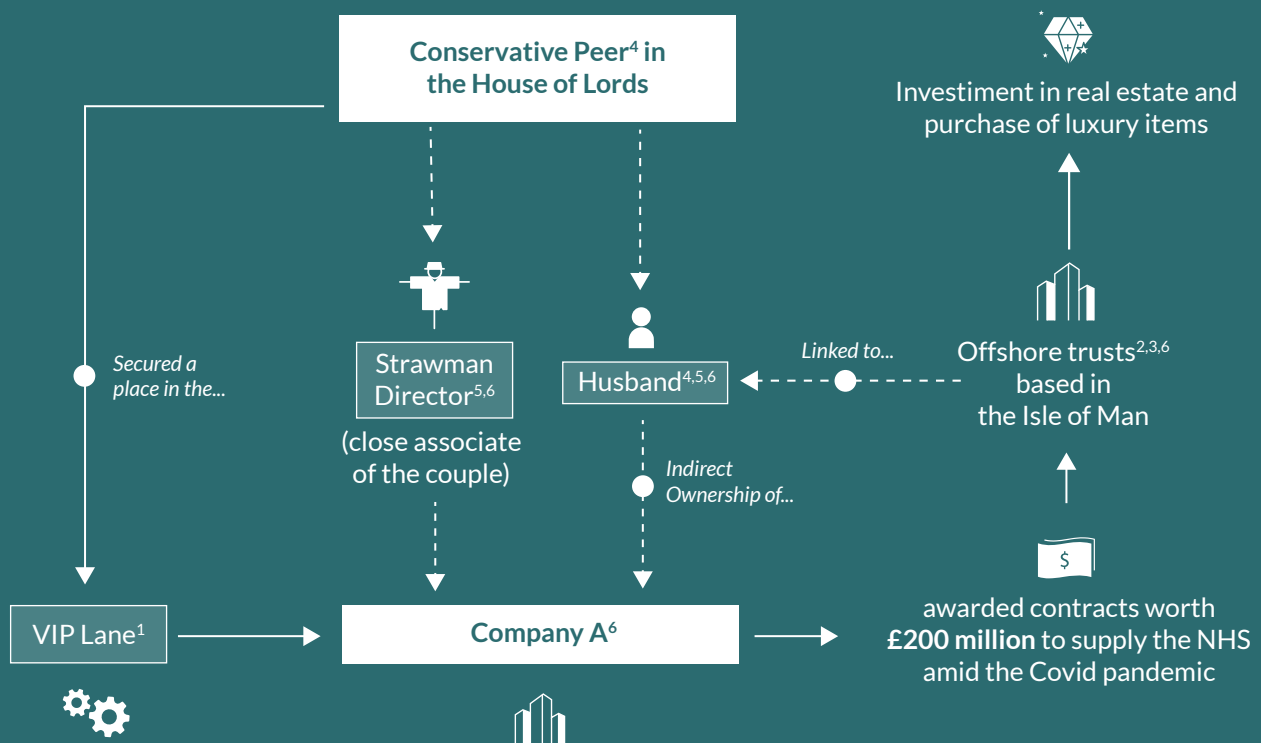 Conservative Peer⁴ in
the House of Lords
Investiment in real estate and
purchase of luxury items
Secured a
place in the...
Strawman
Director⁵,⁶
(close associate
of the couple)
Husband⁴,⁵,⁶
Linked to...
Offshore trusts²,³,⁶
based in
the Isle of Man
Indirect
Ownership of...
VIP Lane¹
Company A⁶
$
awarded contracts worth
£200 million to supply the NHS
amid the Covid pandemic